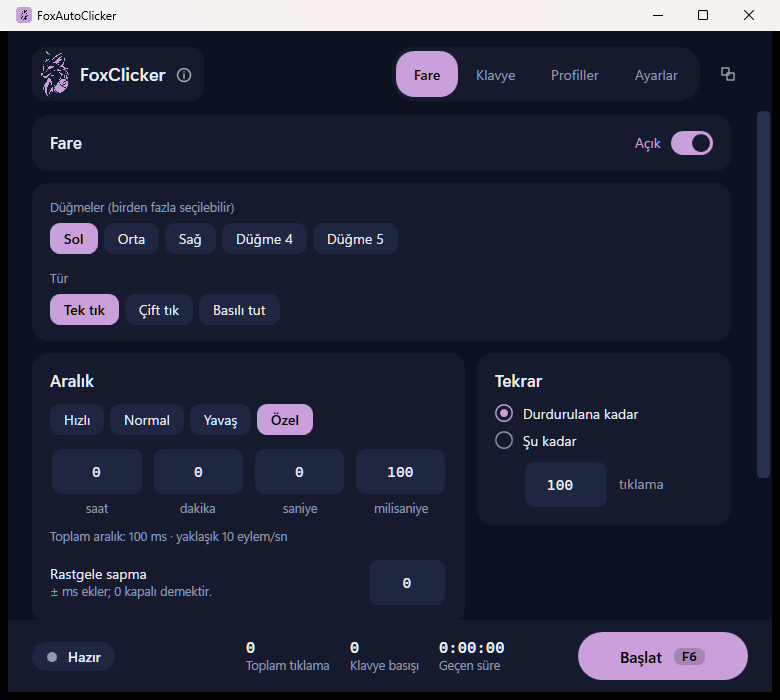 FoxAutoClicker
FoxClicker
Fare Klavye Profiller Ayarlar
Fare
Açık
Düğmeler (birden fazla seçilebilir)
Sol Orta Sağ Düğme 4 Düğme 5
Tür
Tek tık Çift tık Basılı tut
Aralık
Hızlı Normal Yavaş Özel
0 0 0 100
saat dakika saniye milisaniye
Toplam aralık: 100 ms · yaklaşık 10 eylem/sn
Rastgele sapma
± ms ekler; 0 kapalı demektir.
0
Tekrar
Durdurulana kadar
Şu kadar
100 tıklama
Hazır
0 0 0:00:00
Toplam tıklama Klavye basışı Geçen süre
Başlat F6